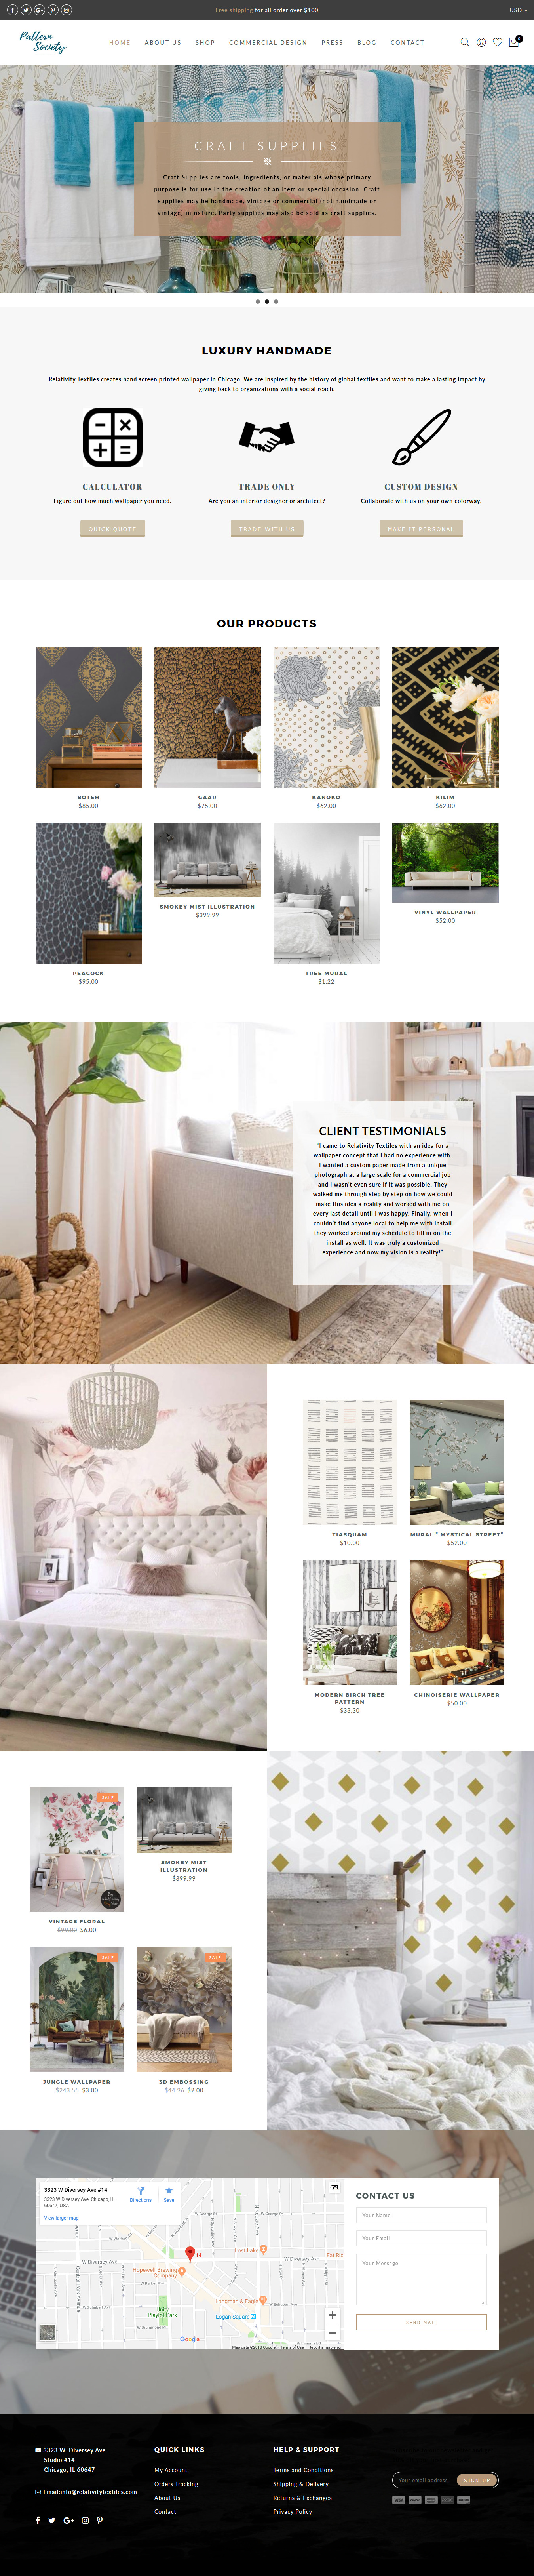 Free shipping for all order over $100
USD
Pattern
Society
HOME
ABOUT US
SHOP
COMMERCIAL DESIGN
PRESS
BLOG
CONTACT
0
CRAFT SUPPLIES
Craft Supplies are tools, ingredients, or materials whose primary
purpose is for use in the creation of an item or special occasion. Craft
supplies may be handmade, vintage or commercial (not handmade or
vintage) in nature. Party supplies may also be sold as craft supplies.
LUXURY HANDMADE
Relativity Textiles creates hand screen printed wallpaper in Chicago. We are inspired by the history of global textiles and want to make a lasting impact by
giving back to organizations with a social reach.
CALCULATOR
Figure out how much wallpaper you need.
QUICK QUOTE
TRADE ONLY
Are you an interior designer or architect?
TRADE WITH US
CUSTOM DESIGN
Collaborate with us on your own colorway.
MAKE IT PERSONAL
OUR PRODUCTS
BOTEH
$85.00
GAAR
$75.00
KANOKO
$62.00
KILIM
$62.00
PEACOCK
$95.00
SMOKEY MIST ILLUSTRATION
$399.99
TREE MURAL
$1.22
VINYL WALLPAPER
$52.00
CLIENT TESTIMONIALS
"I came to Relativity Textiles with an idea for a
wallpaper concept that I had no experience with.
I wanted a custom paper made from a unique
photograph at a large scale for a commercial job
and I wasn't even sure if it was possible. They
walked me through step by step on how we could
make this idea a reality and worked with me on
every last detail until I was happy. Finally, when I
couldn't find anyone local to help me with install
they worked around my schedule to fill in on the
install as well. It was truly a customized
experience and now my vision is a reality!"
TIASQUAM
$10.00
MURAL " MYSTICAL STREET"
$52.00
MODERN BIRCH TREE
PATTERN
$33.30
CHINOISERIE WALLPAPER
$50.00
SALE
VINTAGE FLORAL
$99.00 $6.00
SMOKEY MIST
ILLUSTRATION
$399.99
SALE
JUNGLE WALLPAPER
$243.55 $3.00
SALE
3D EMBOSSING
$44.96 $2.00
3323 W Diversey Ave #14
3323 W Diversey Ave, Chicago, IL
60647, USA
View larger map
Directions
Save
14
W Diversey Ave
W Diversey Ave
Hopewell Brewing
Company
Lost Lake
Fat Rice
Unity
Playlot Park
Longman & Eagle
Logan Square
Central Park Avenue
W Schubert Ave
Google
Map data ©2018 Google
Terms of Use
Report a map error
CONTACT US
Your Name
Your Email
Your Message
SEND MAIL
3323 W. Diversey Ave.
Studio #14
Chicago, IL 60647
Email:info@relativitytextiles.com
QUICK LINKS
My Account
Orders Tracking
About Us
Contact
HELP & SUPPORT
Terms and Conditions
Shipping & Delivery
Returns & Exchanges
Privacy Policy
Your email address
SIGN UP